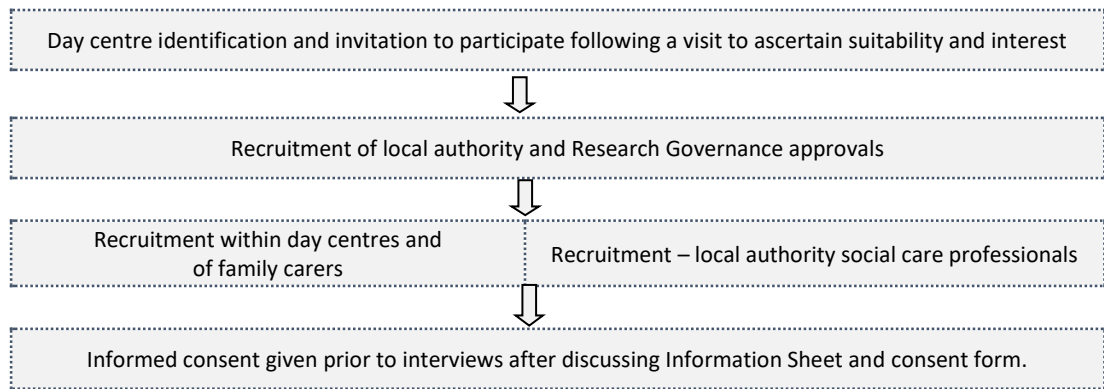 Day centre identification and invitation to participate following a visit to ascertain suitability and interest
Recruitment of local authority and Research Governance approvals
Recruitment within day centres and
of family carers
Recruitment – local authority social care professionals
Informed consent given prior to interviews after discussing Information Sheet and consent form.